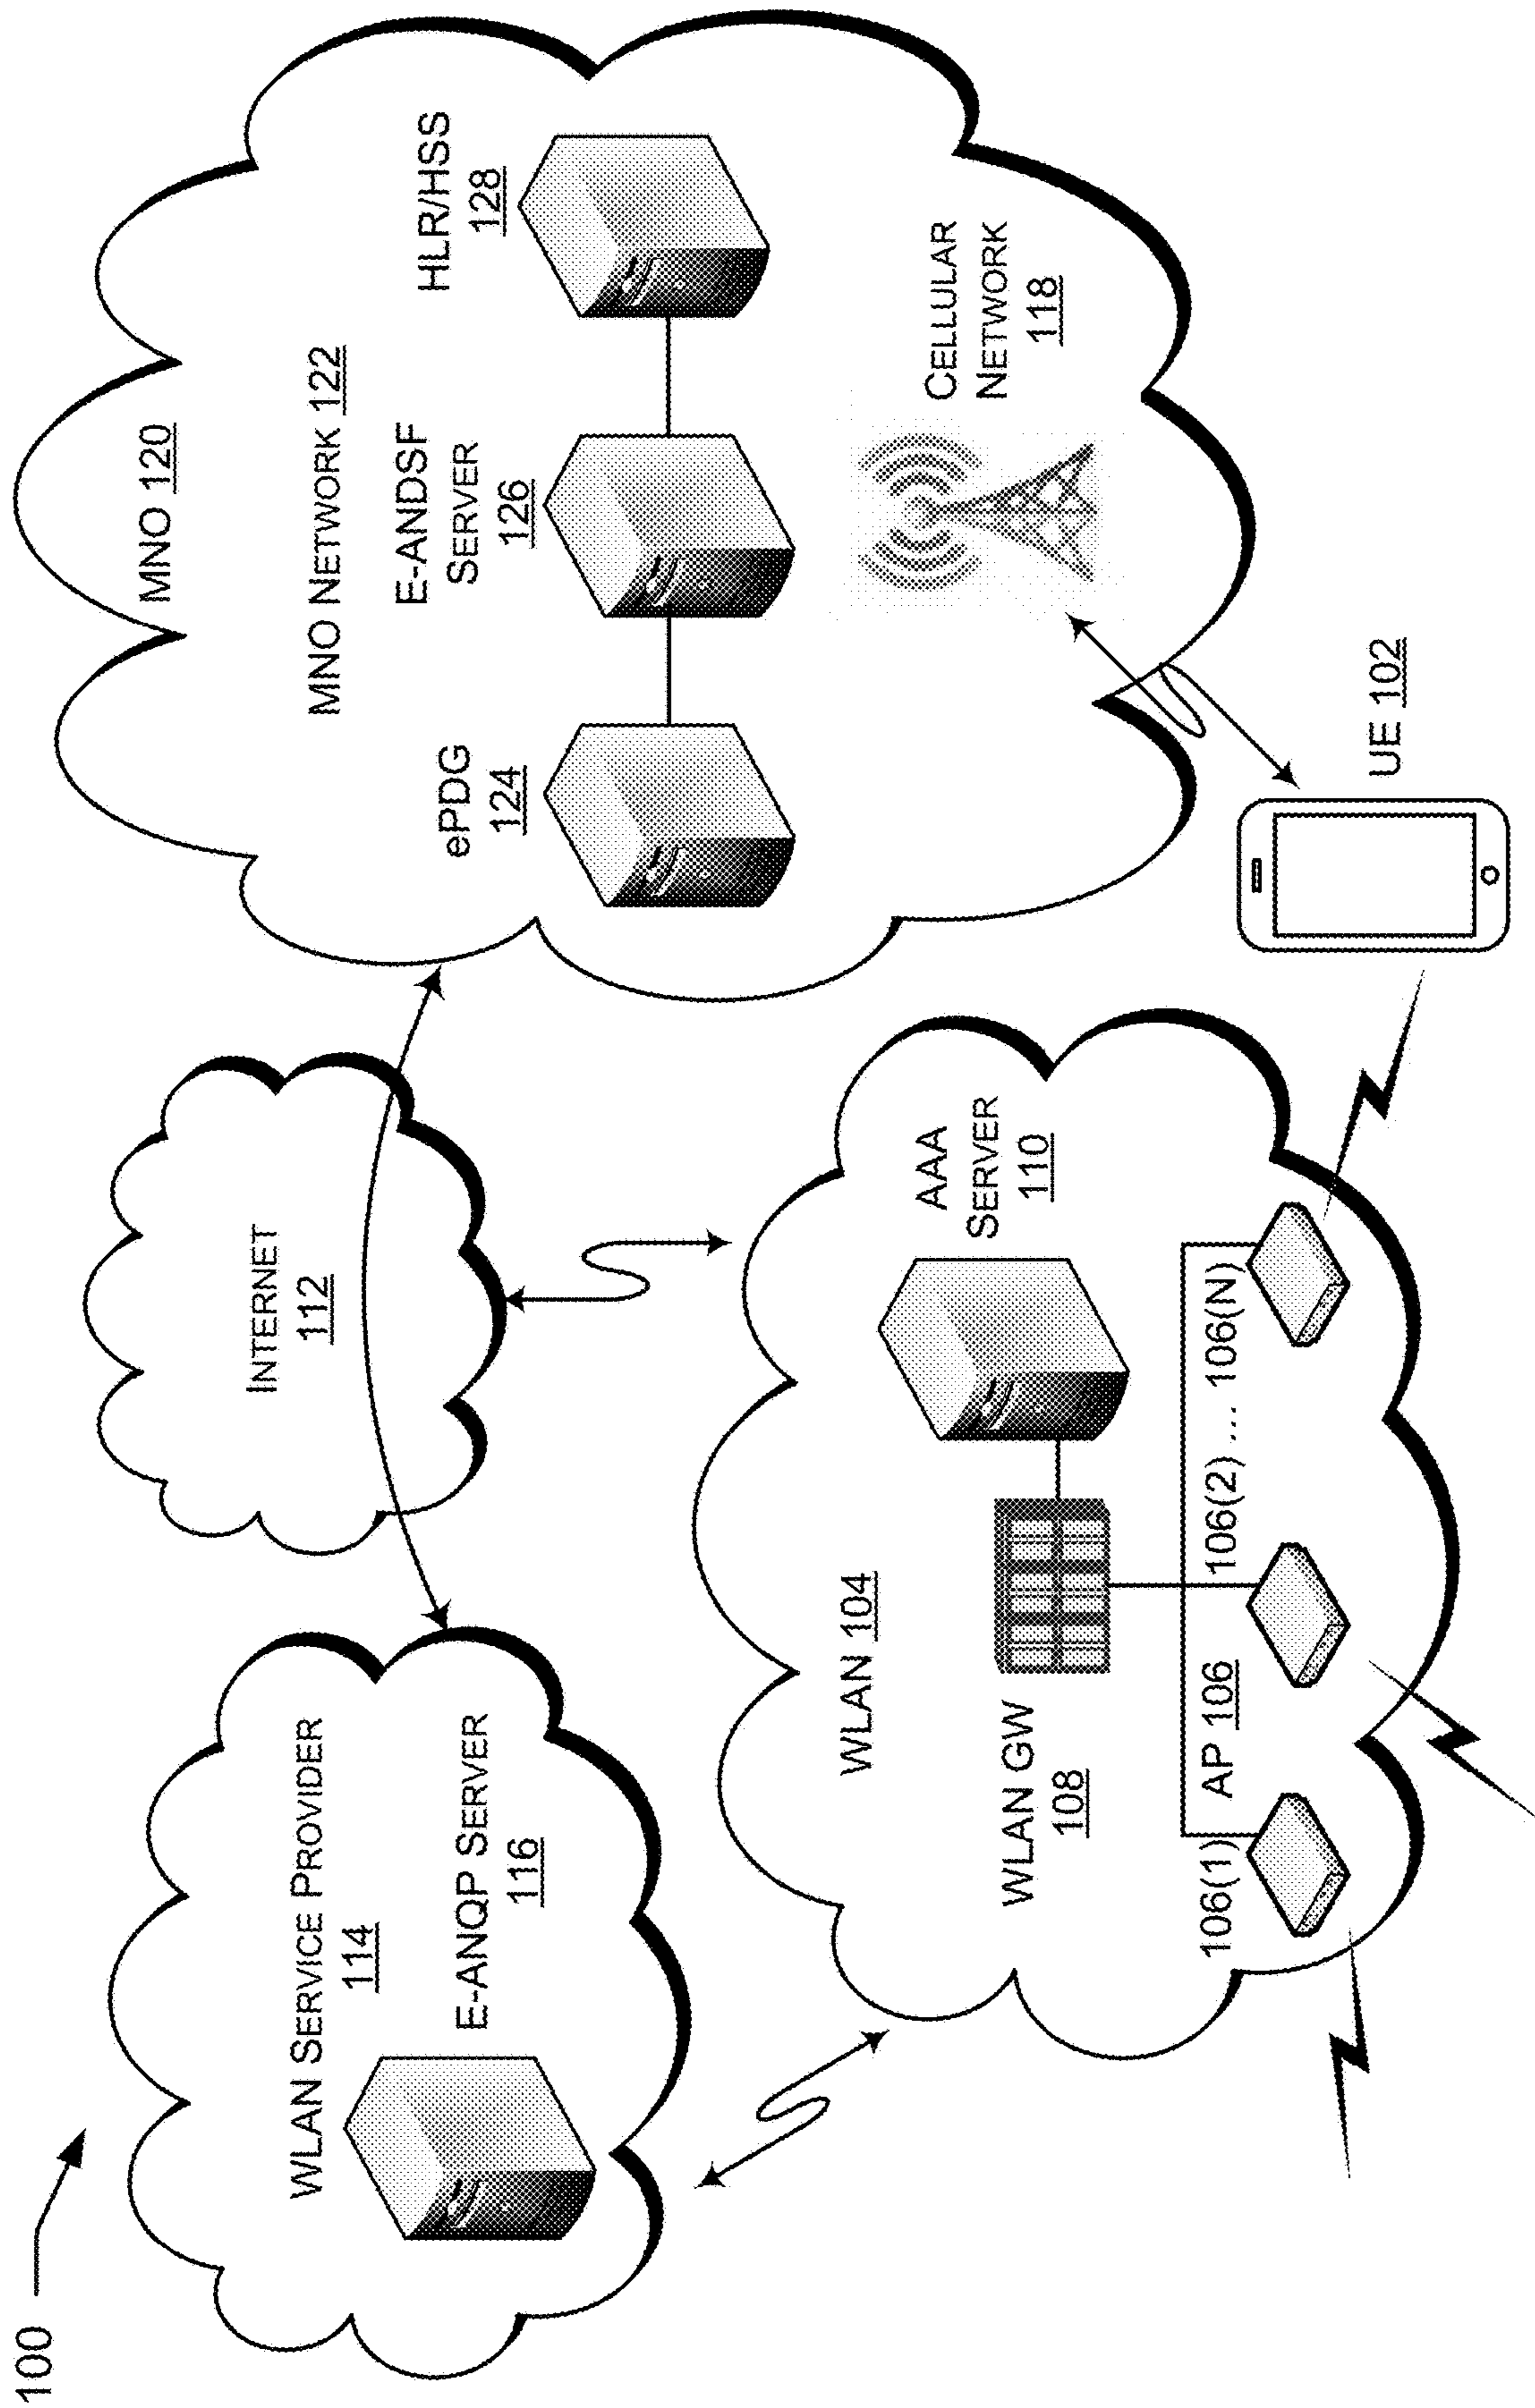 100
WLAN SERVICE PROVIDER
114
E-ANQP SERVER
116
INTERNET
112
MNO 120
MNO NETWORK 122
ePDG
124
E-ANDSF
SERVER
126
HLR/HSS
128
CELLULAR
NETWORK
118
WLAN 104
WLAN GW
108
AAA
SERVER
110
106(1)
AP 106
106(2) ... 106(N)
UE 102